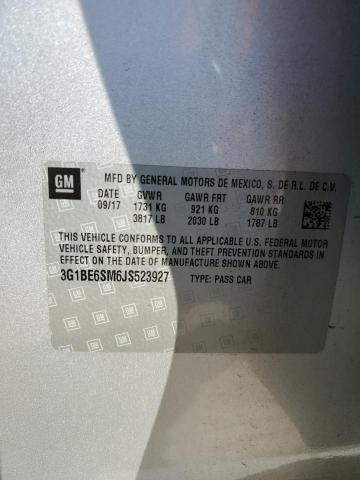 GM
MFD BY GENERAL MOTORS DE MEXICO, S. DE R.L. DE C.V.
DATE GVWR GAWR FRT GAWR RR
09/17 1731 KG 921 KG 810 KG
3817 LB 2030 LB 1787 LB
THIS VEHICLE CONFORMS TO ALL APPLICABLE U.S. FEDERAL MOTOR
VEHICLE SAFETY, BUMPER, AND THEFT PREVENTION STANDARDS IN
EFFECT ON THE DATE OF MANUFACTURE SHOWN ABOVE.
3G1BE6SM6JS523927 TYPE: PASS CAR